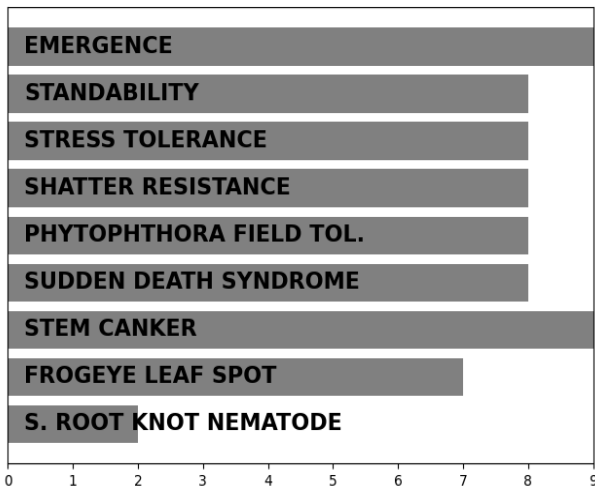 EMERGENCE
STANDABILITY
STRESS TOLERANCE
SHATTER RESISTANCE
PHYTOPHTHORA FIELD TOL.
SUDDEN DEATH SYNDROME
STEM CANKER
FROGEYE LEAF SPOT
S. ROOT KNOT NEMATODE
0 1 2 3 4 5 6 7 8 9